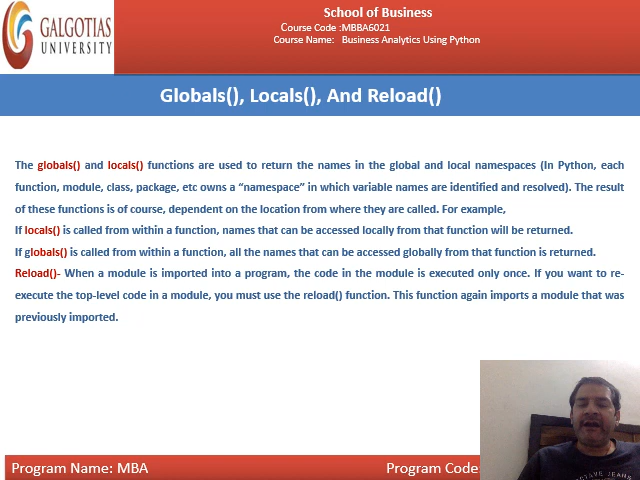 GALGOTIAS
UNIVERSITY
School of Business
Course Code :MBBA6021
Course Name: Business Analytics Using Python
Globals(), Locals(), And Reload()
The globals() and locals() functions are used to return the names in the global and local namespaces (In Python, each
function, module, class, package, etc owns a “namespace” in which variable names are identified and resolved). The result
of these functions is of course, dependent on the location from where they are called. For example,
If locals() is called from within a function, names that can be accessed locally from that function will be returned.
If globals() is called from within a function, all the names that can be accessed globally from that function is returned.
Reload()- When a module is imported into a program, the code in the module is executed only once. If you want to re-
execute the top-level code in a module, you must use the reload() function. This function again imports a module that was
previously imported.
Program Name: MBA
Program Code:
JEANS